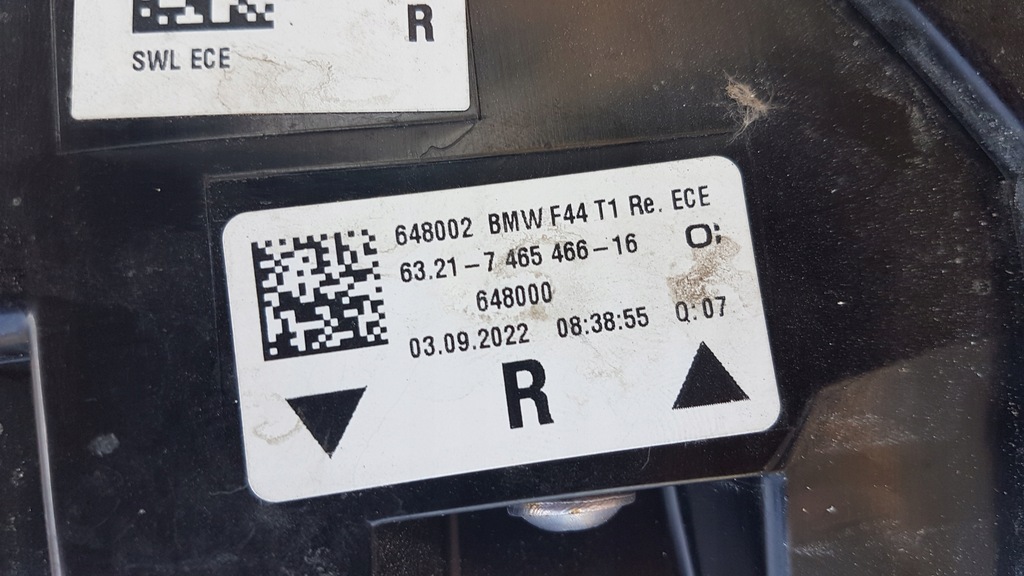 R
SWL ECE
648002 BMW F44 T1 Re. ECE
63.21-7 465 466-16
648000
03.09.2022 08:38:55 Q:07
R